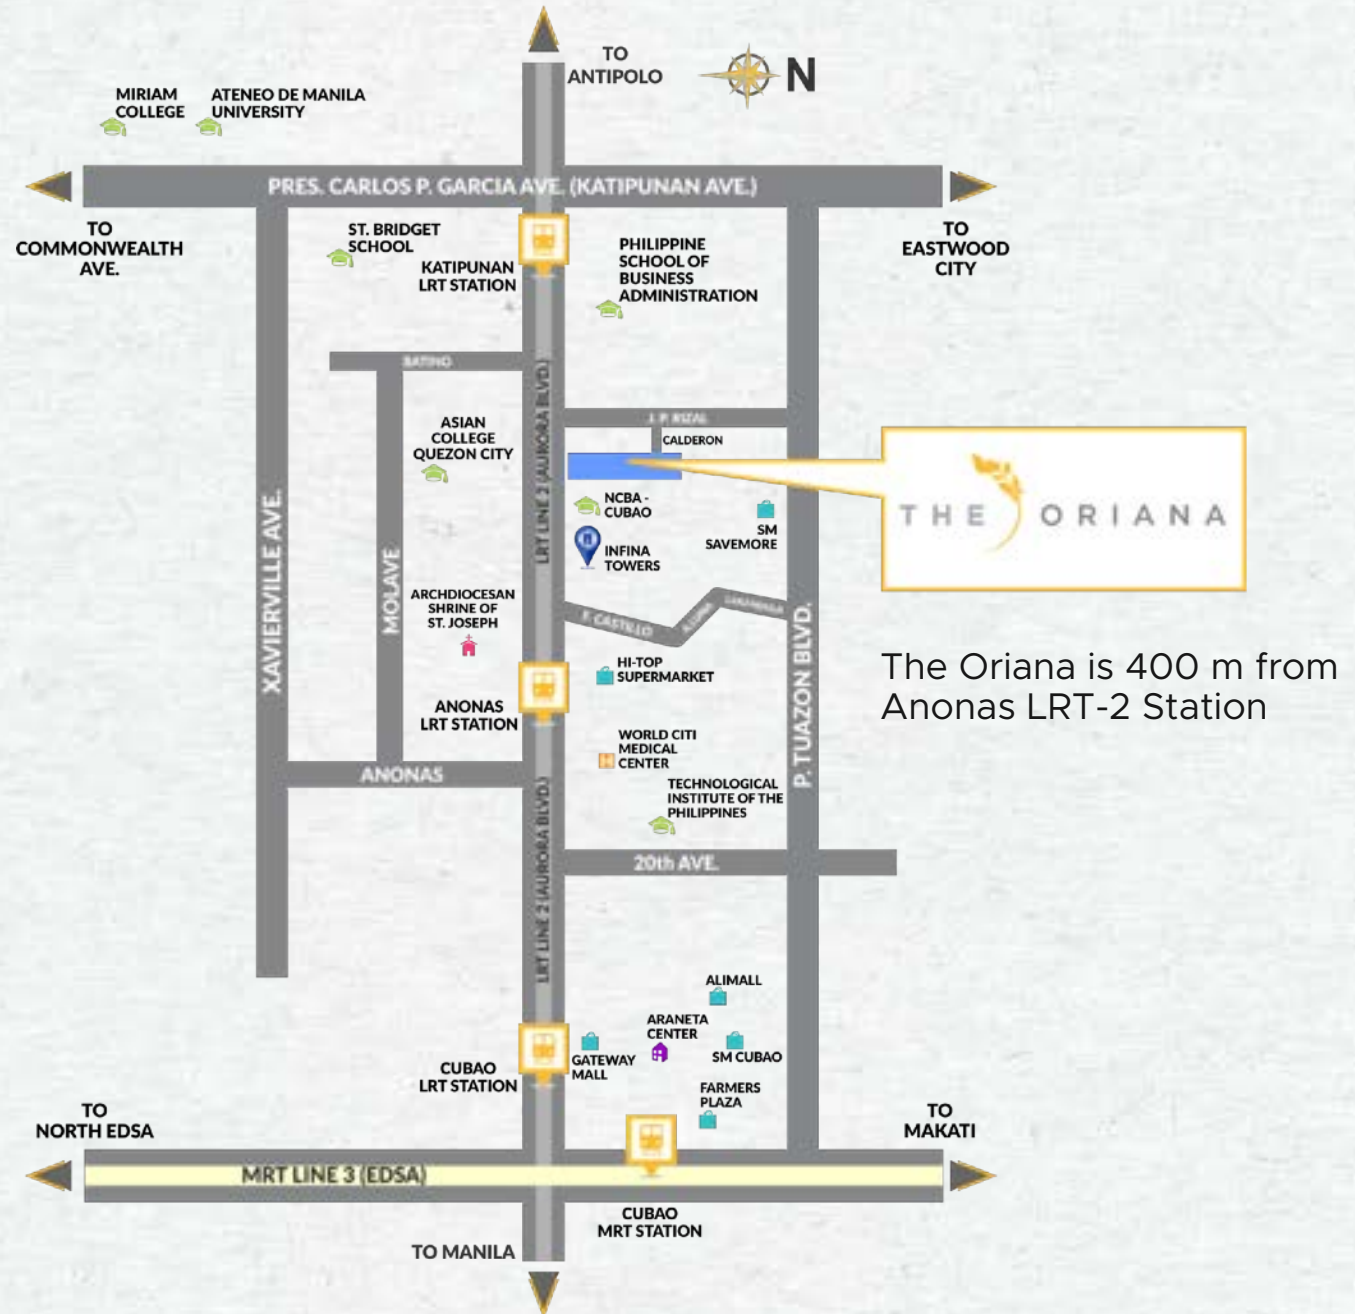 TO
ANTIPOLO
N
MIRIAM
COLLEGE
ATENEO DE MANILA
UNIVERSITY
PRES. CARLOS P. GARCIA AVE. (KATIPUNAN AVE.)
TO
COMMONWEALTH
AVE.
ST. BRIDGET
SCHOOL
KATIPUNAN
LRT STATION
PHILIPPINE
SCHOOL OF
BUSINESS
ADMINISTRATION
TO
EASTWOOD
CITY
BATINO
LRT LINE 2 (AURORA BLVD.)
J. P. RIZAL
CALDERON
ASIAN
COLLEGE
QUEZON CITY
THE ORIANA
NCBA -
CUBAO
SM
SAVEMORE
INFINA
TOWERS
XAVIERVILLE AVE.
MOLAVE
ARCHDIOCESAN
SHRINE OF
ST. JOSEPH
F. CASTILLO
P. TUAZON BLVD.
The Oriana is 400 m from
Anonas LRT-2 Station
HI-TOP
SUPERMARKET
ANONAS
LRT STATION
WORLD CITI
MEDICAL
CENTER
ANONAS
TECHNOLOGICAL
INSTITUTE OF THE
PHILIPPINES
LRT LINE 2 (AURORA BLVD.)
20th AVE.
ALIMALL
ARANETA
CENTER
SM CUBAO
GATEWAY
MALL
CUBAO
LRT STATION
FARMERS
PLAZA
TO
NORTH EDSA
TO
MAKATI
MRT LINE 3 (EDSA)
CUBAO
MRT STATION
TO MANILA